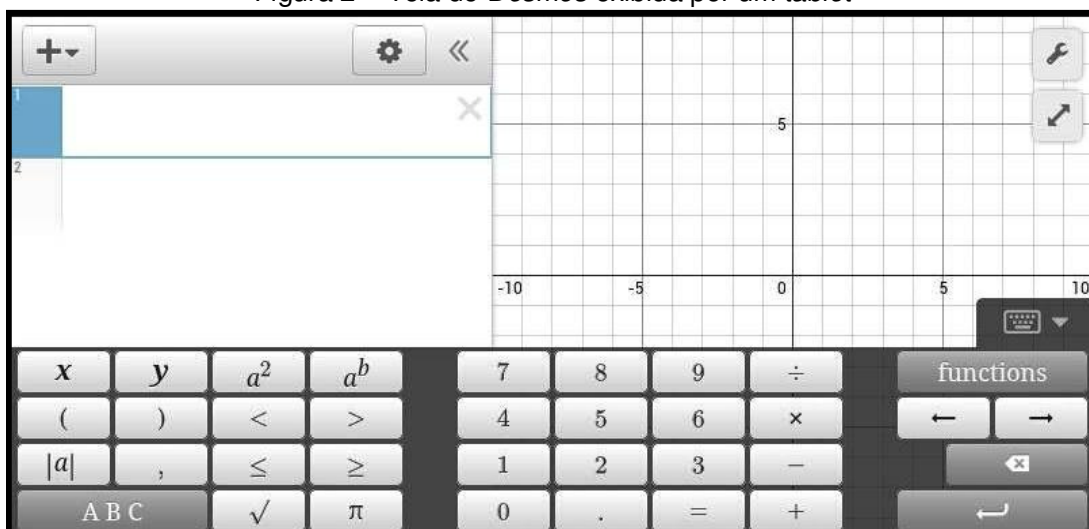 Figura 2 – Tela do Desmos exibida por um tablet
1
2
5
-10 -5 0 5 10
x y a² aᵇ 7 8 9 ÷ functions
( ) < > 4 5 6 × ← →
|a| , ≤ ≥ 1 2 3 −
A B C √ π 0 . = +